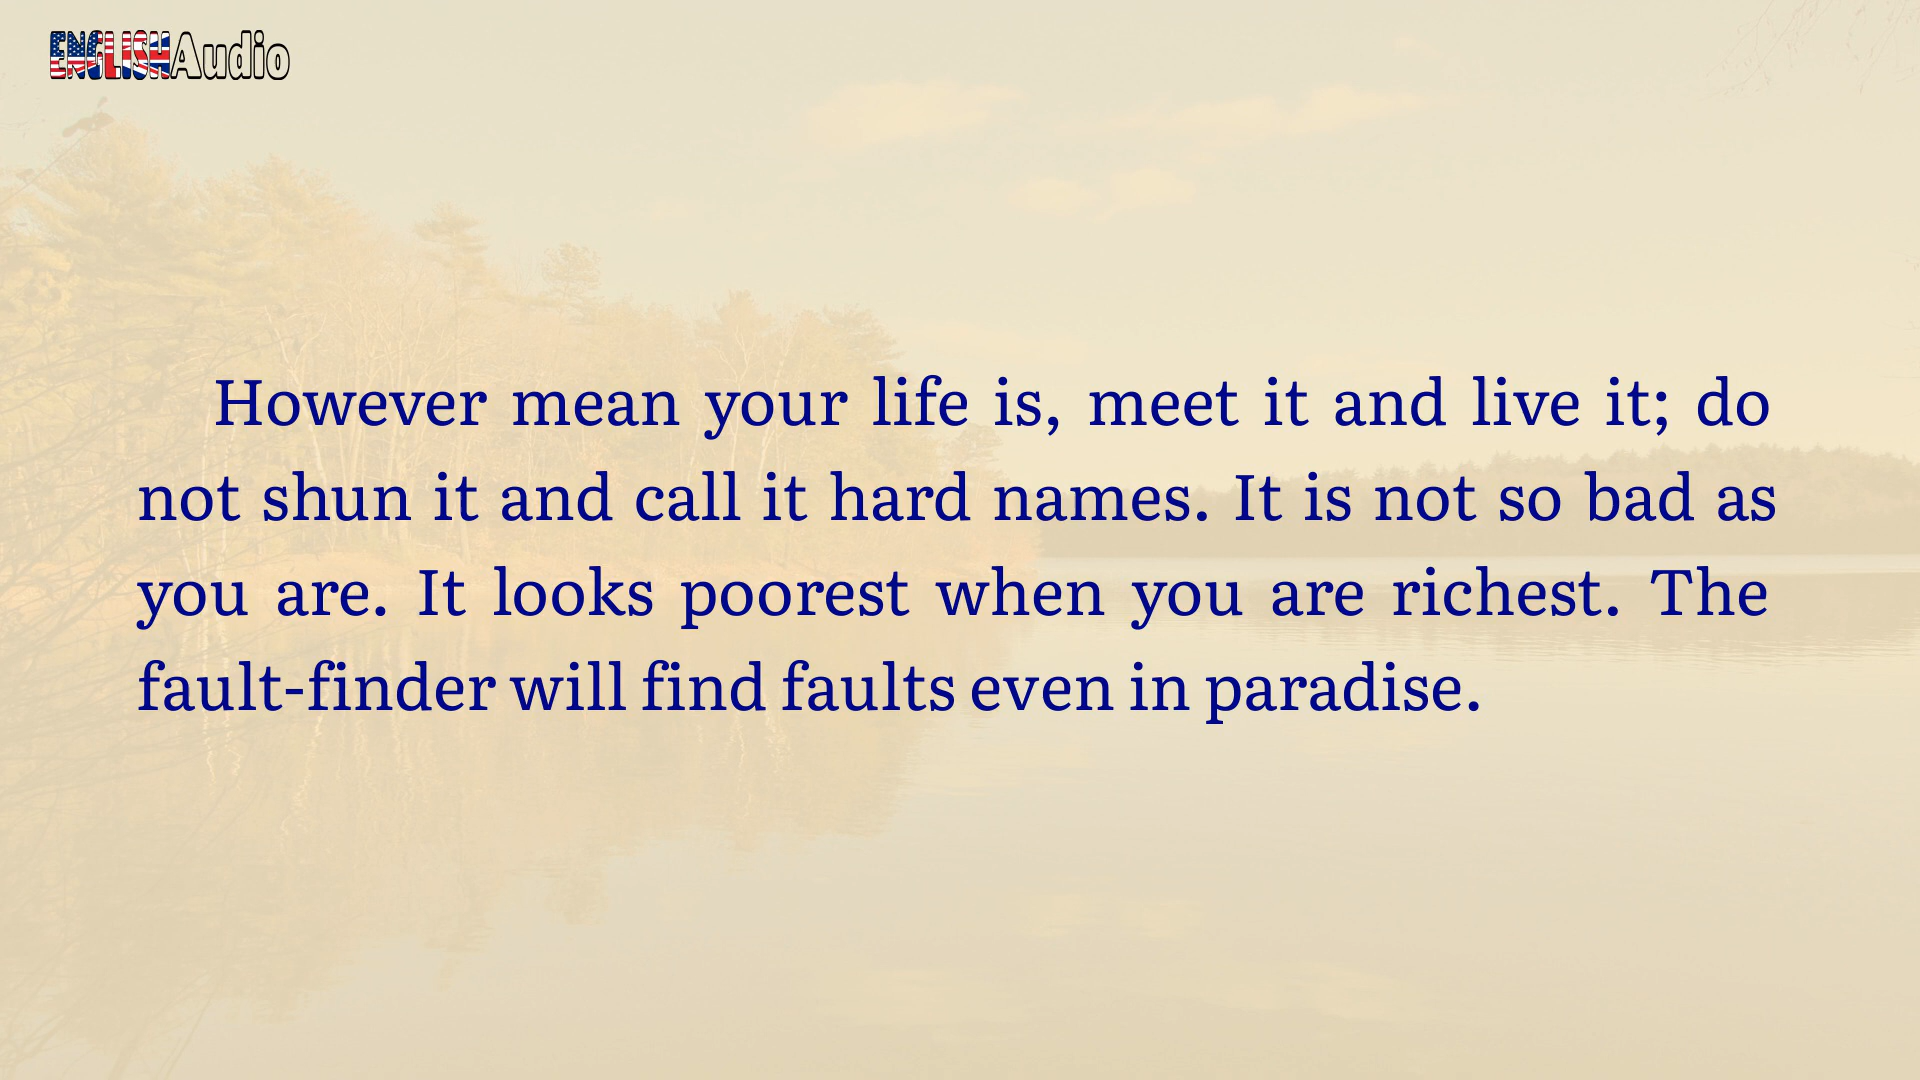 ENGLISHAudio
However mean your life is, meet it and live it; do
not shun it and call it hard names. It is not so bad as
you are. It looks poorest when you are richest. The
fault-finder will find faults even in paradise.